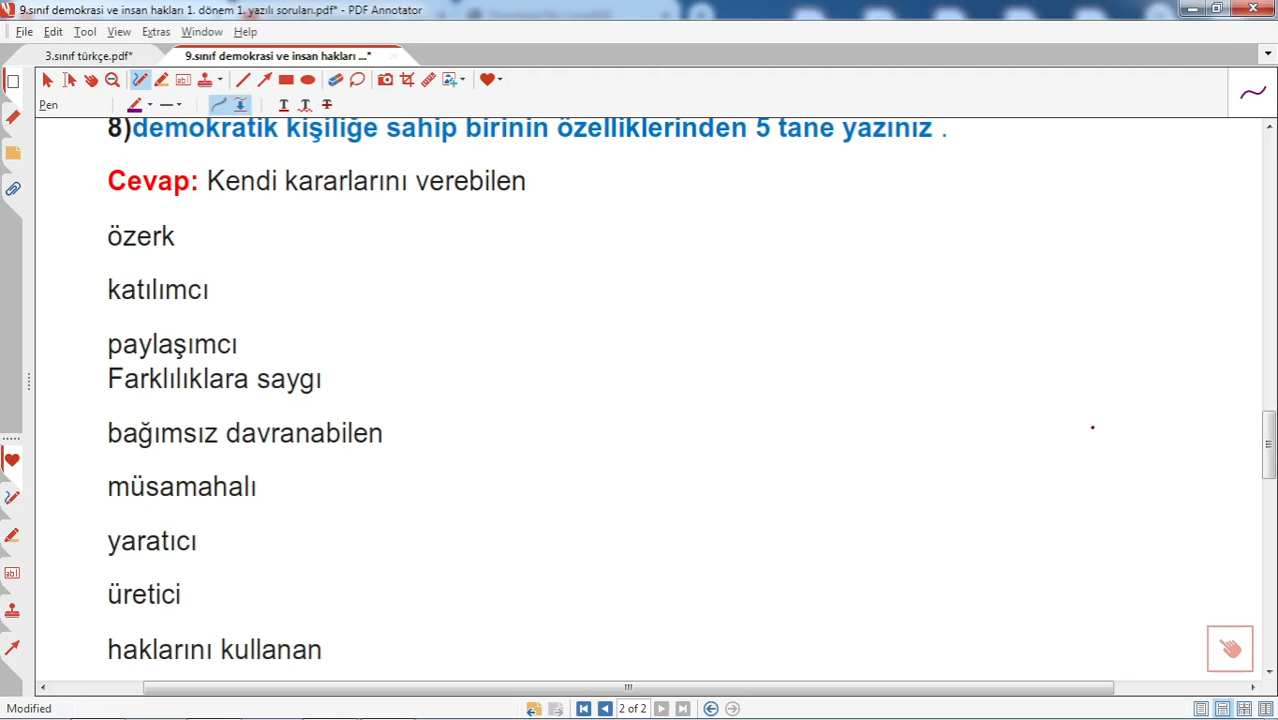 9.sınıf demokrasi ve insan hakları 1. dönem 1. yazılı soruları.pdf* - PDF Annotator
File Edit Tool View Extras Window Help
3.sınıf türkçe.pdf* 9.sınıf demokrasi ve insan hakları ...*
Pen
8)demokratik kişiliğe sahip birinin özelliklerinden 5 tane yazınız .
Cevap: Kendi kararlarını verebilen
özerk
katılımcı
paylaşımcı
Farklılıklara saygı
bağımsız davranabilen
müsamahalı
yaratıcı
üretici
haklarını kullanan
Modified 2 of 2